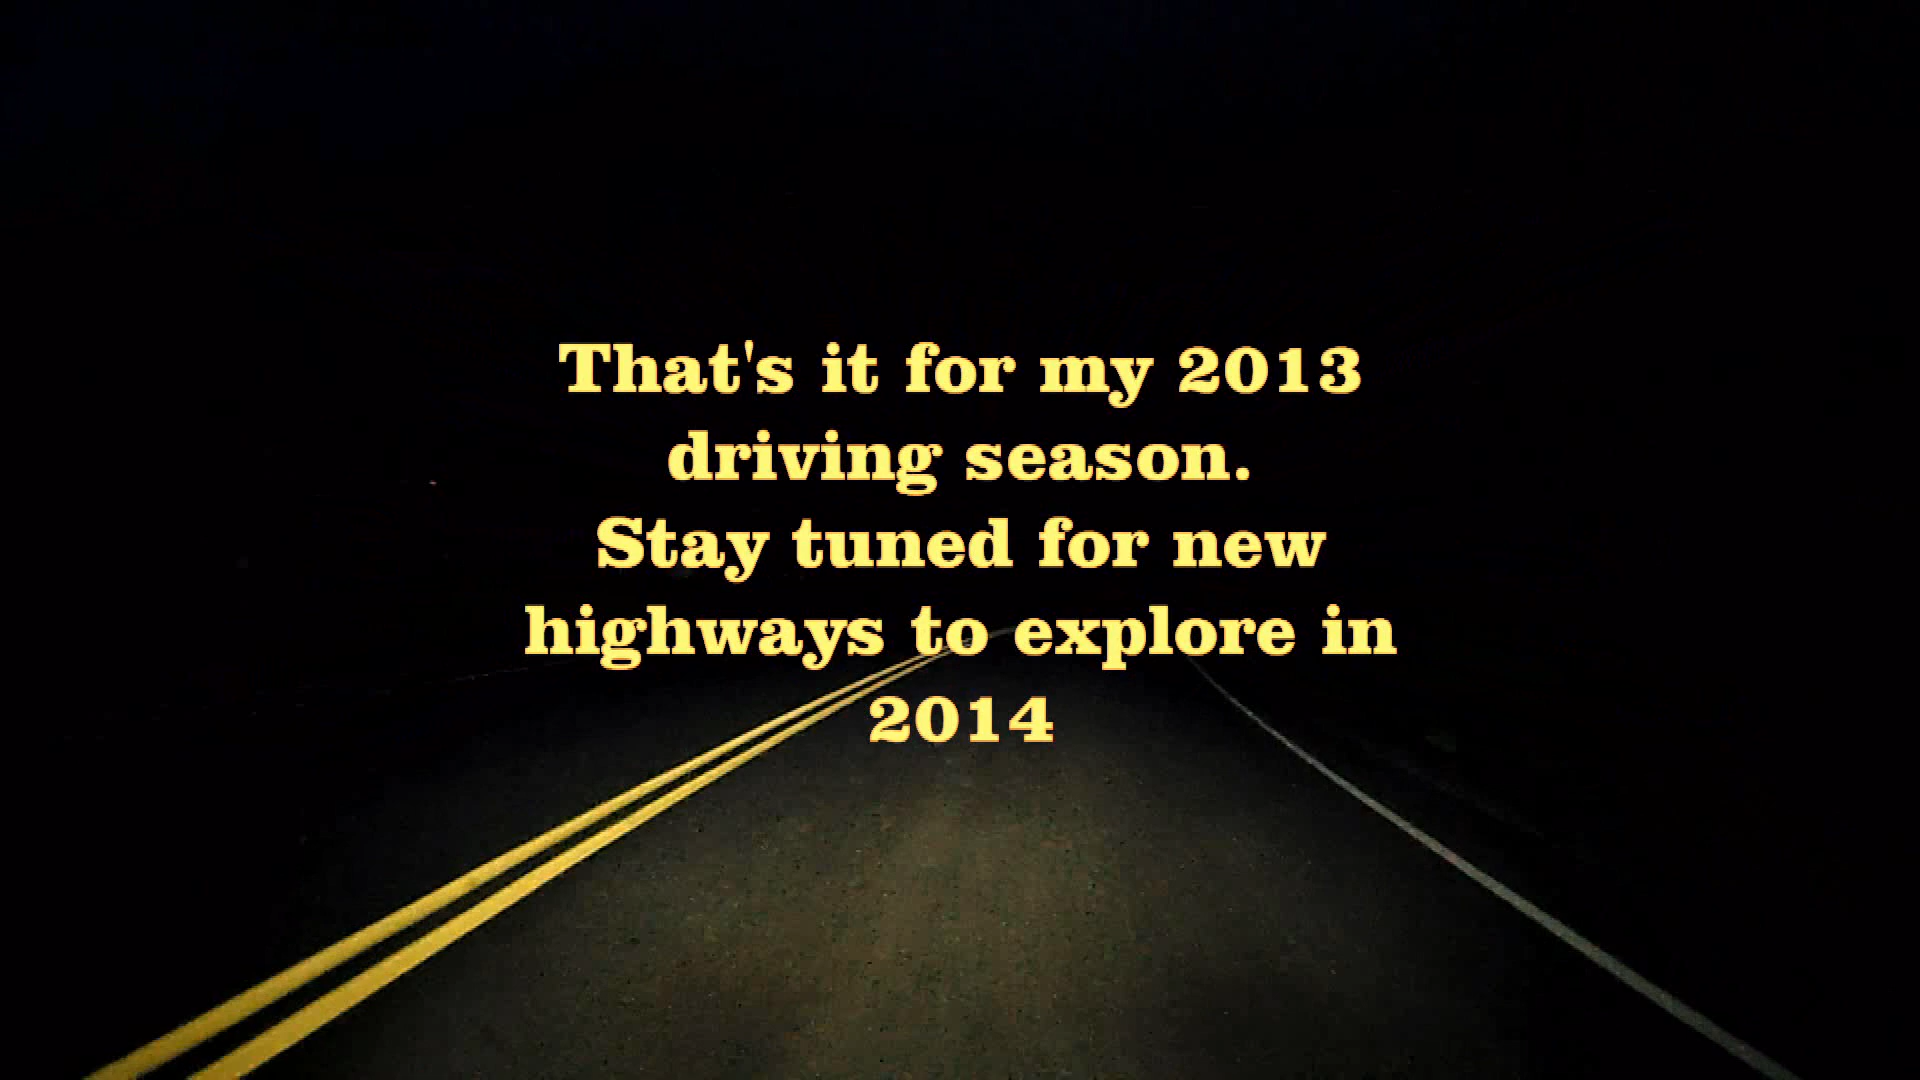 That's it for my 2013
driving season.
Stay tuned for new
highways to explore in
2014